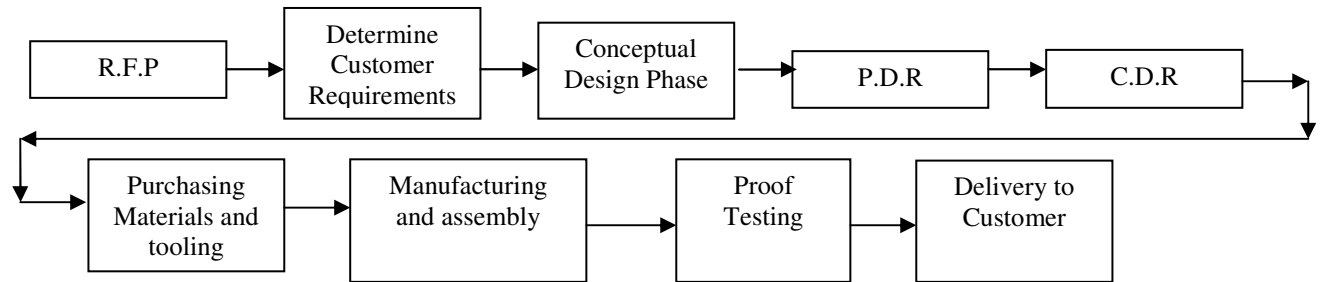 R.F.P
Determine
Customer
Requirements
Conceptual
Design Phase
P.D.R
C.D.R
Purchasing
Materials and
tooling
Manufacturing
and assembly
Proof
Testing
Delivery to
Customer